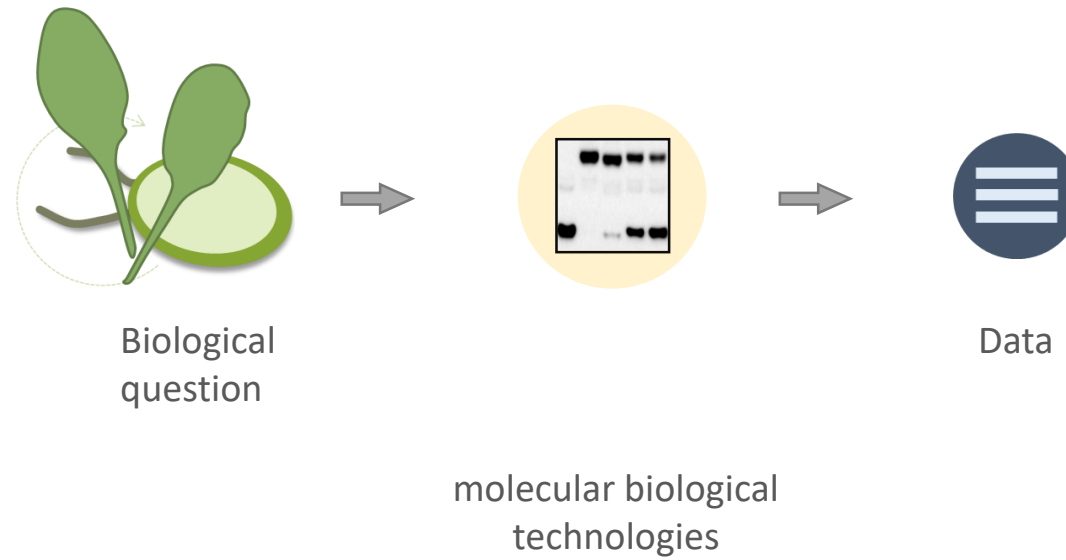 Biological
question
Data
molecular biological
technologies